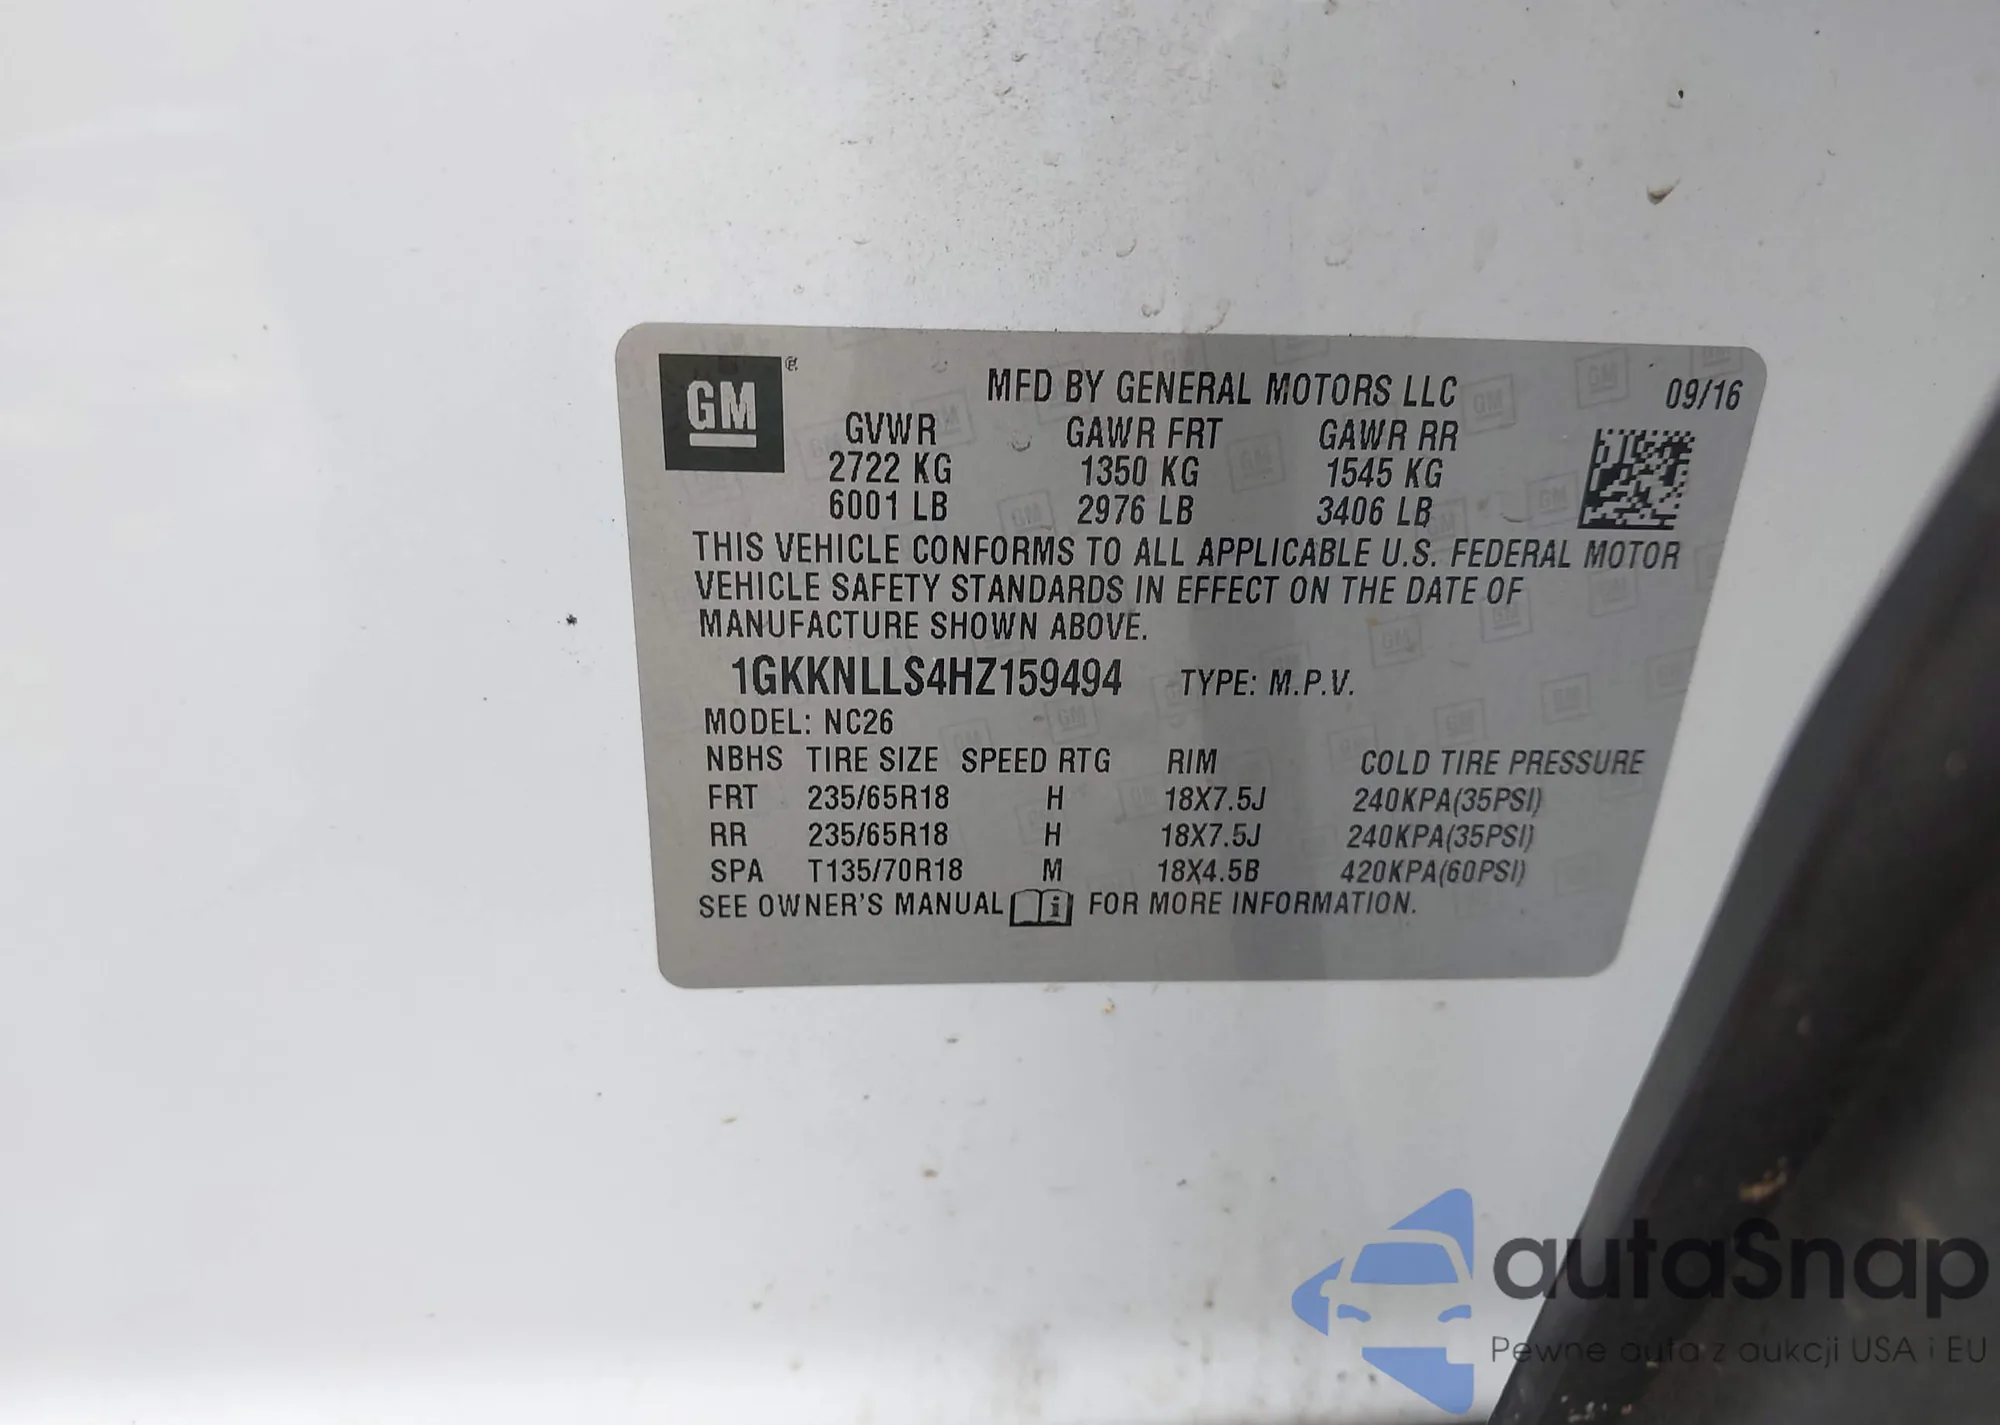 GM ®
MFD BY GENERAL MOTORS LLC 09/16
GVWR GAWR FRT GAWR RR
2722 KG 1350 KG 1545 KG
6001 LB 2976 LB 3406 LB
THIS VEHICLE CONFORMS TO ALL APPLICABLE U.S. FEDERAL MOTOR
VEHICLE SAFETY STANDARDS IN EFFECT ON THE DATE OF
MANUFACTURE SHOWN ABOVE.
1GKKNLLS4HZ159494 TYPE: M.P.V.
MODEL: NC26
NBHS TIRE SIZE SPEED RTG RIM COLD TIRE PRESSURE
FRT 235/65R18 H 18X7.5J 240KPA(35PSI)
RR 235/65R18 H 18X7.5J 240KPA(35PSI)
SPA T135/70R18 M 18X4.5B 420KPA(60PSI)
SEE OWNER'S MANUAL i FOR MORE INFORMATION.
autaSnap
Pewne auta z aukcji USA i EU